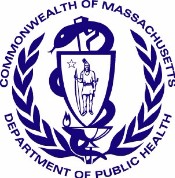 COMMONWEALTH OF MASSACHUSETTS
DEPARTMENT OF PUBLIC HEALTH